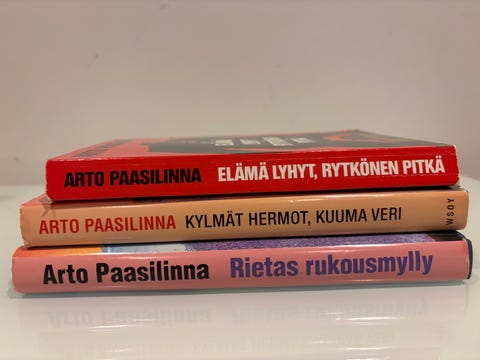 ARTO PAASILINNA ELÄMÄ LYHYT, RYTKÖNEN PITKÄ
ARTO PAASILINNA KYLMÄT HERMOT, KUUMA VERI WSOY
Arto Paasilinna Rietas rukousmylly